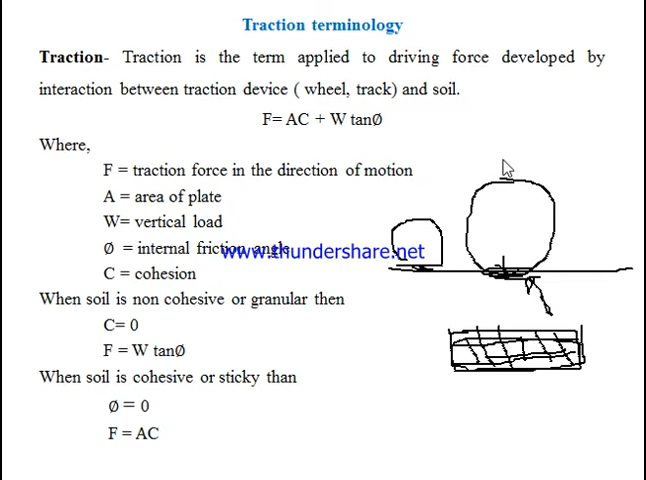 Traction terminology
Traction- Traction is the term applied to driving force developed by
interaction between traction device ( wheel, track) and soil.
F= AC + W tanØ
Where,
F = traction force in the direction of motion
A = area of plate
W= vertical load
Ø = internal friction angle
www.thundershare.net
C = cohesion
When soil is non cohesive or granular then
C= 0
F = W tanØ
When soil is cohesive or sticky than
Ø = 0
F = AC